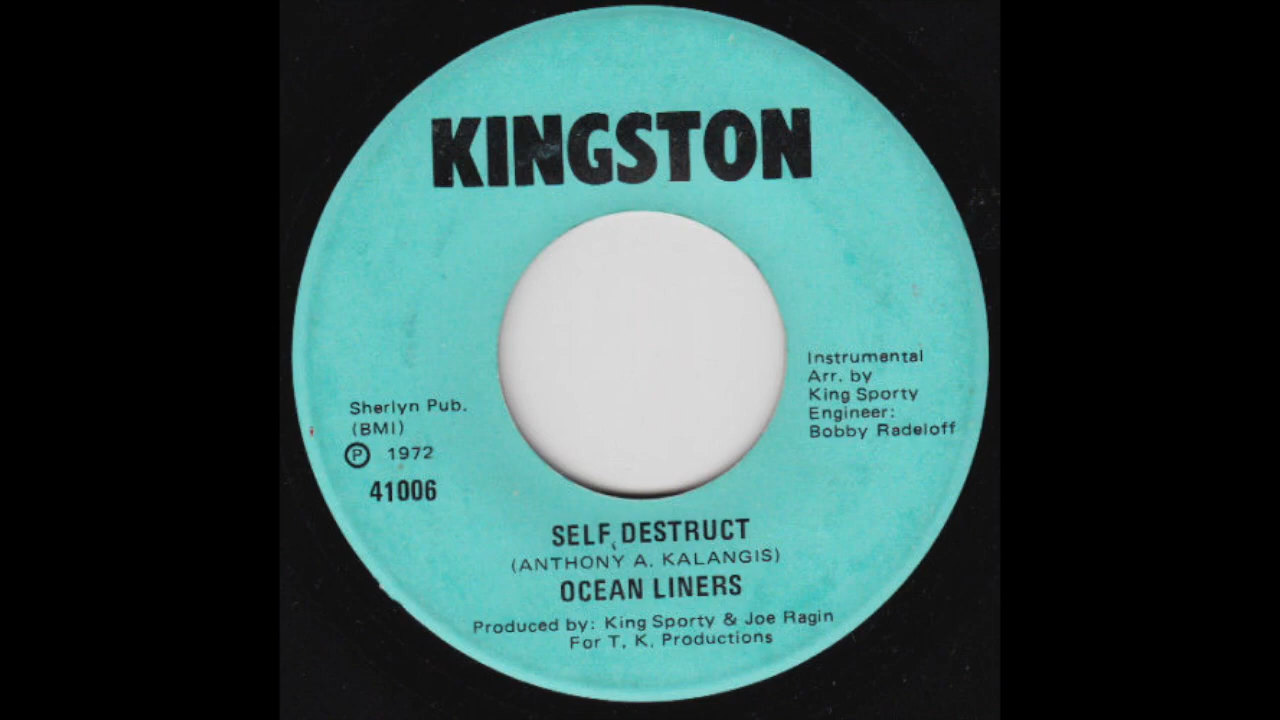 KINGSTON
Instrumental
Arr. by
King Sporty
Engineer:
Bobby Radeloff
Sherlyn Pub.
(BMI)
Ⓟ 1972
41006
SELF DESTRUCT
(ANTHONY A. KALANGIS)
OCEAN LINERS
Produced by: King Sporty & Joe Ragin
For T. K. Productions